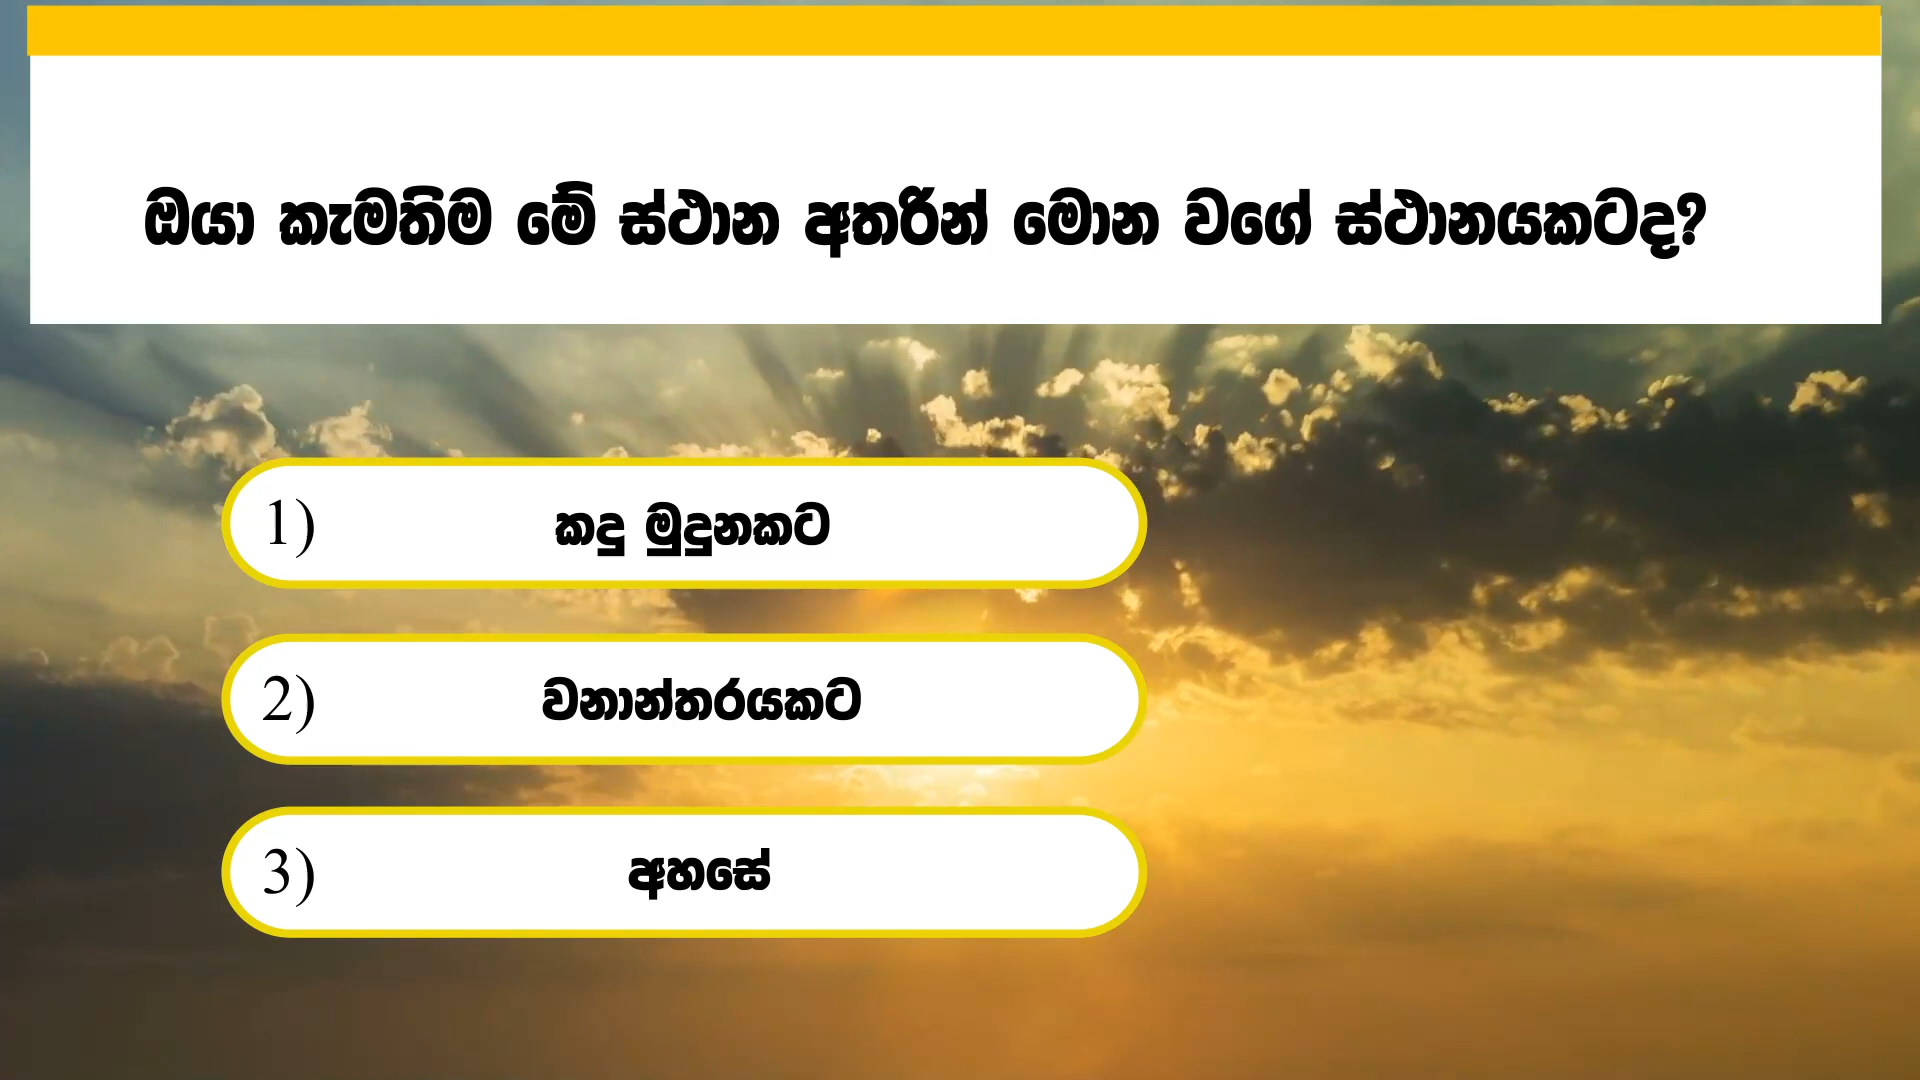 ඔයා කැමතිම මේ ස්ථාන අතරින් මොන වගේ ස්ථානයකටද?
1) කදු මුදුනකට
2) වනාන්තරයකට
3) අහසේ